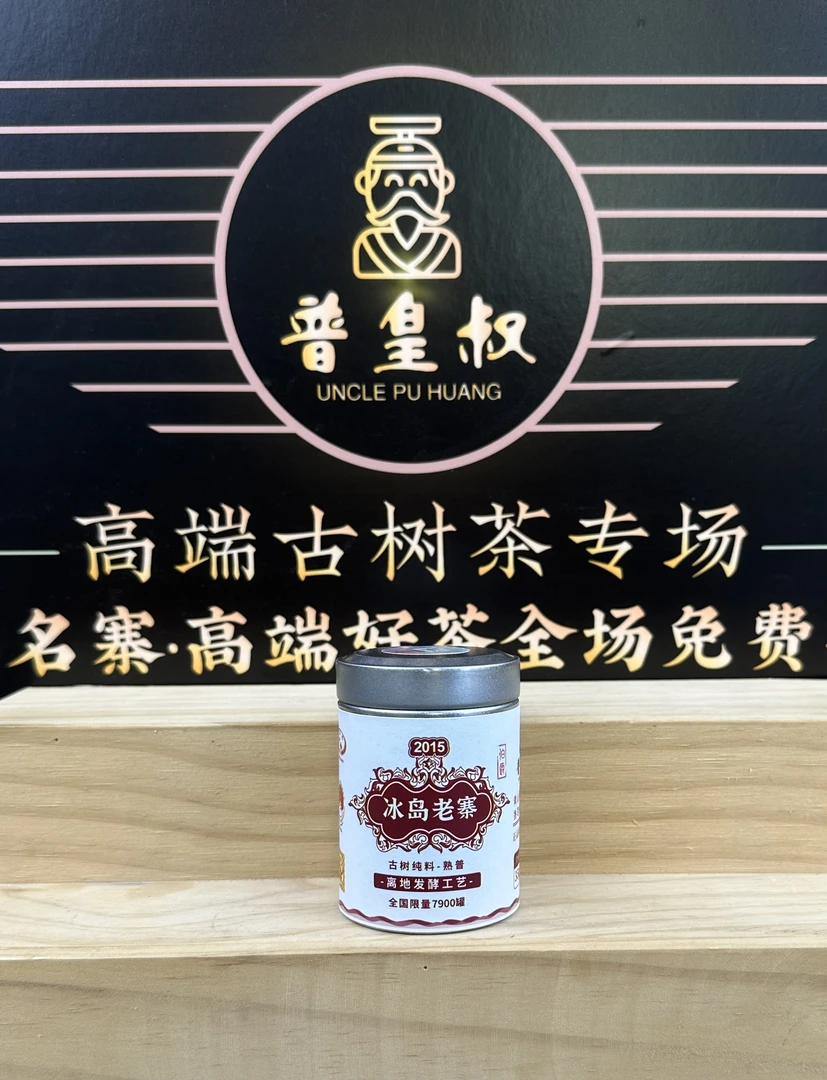 普皇叔
UNCLE PU HUANG
高端古树茶专场
名寨·高端好茶全场免费
2015
冰岛老寨
古树纯料-熟普
-离地发酵工艺-
全国限量7900罐